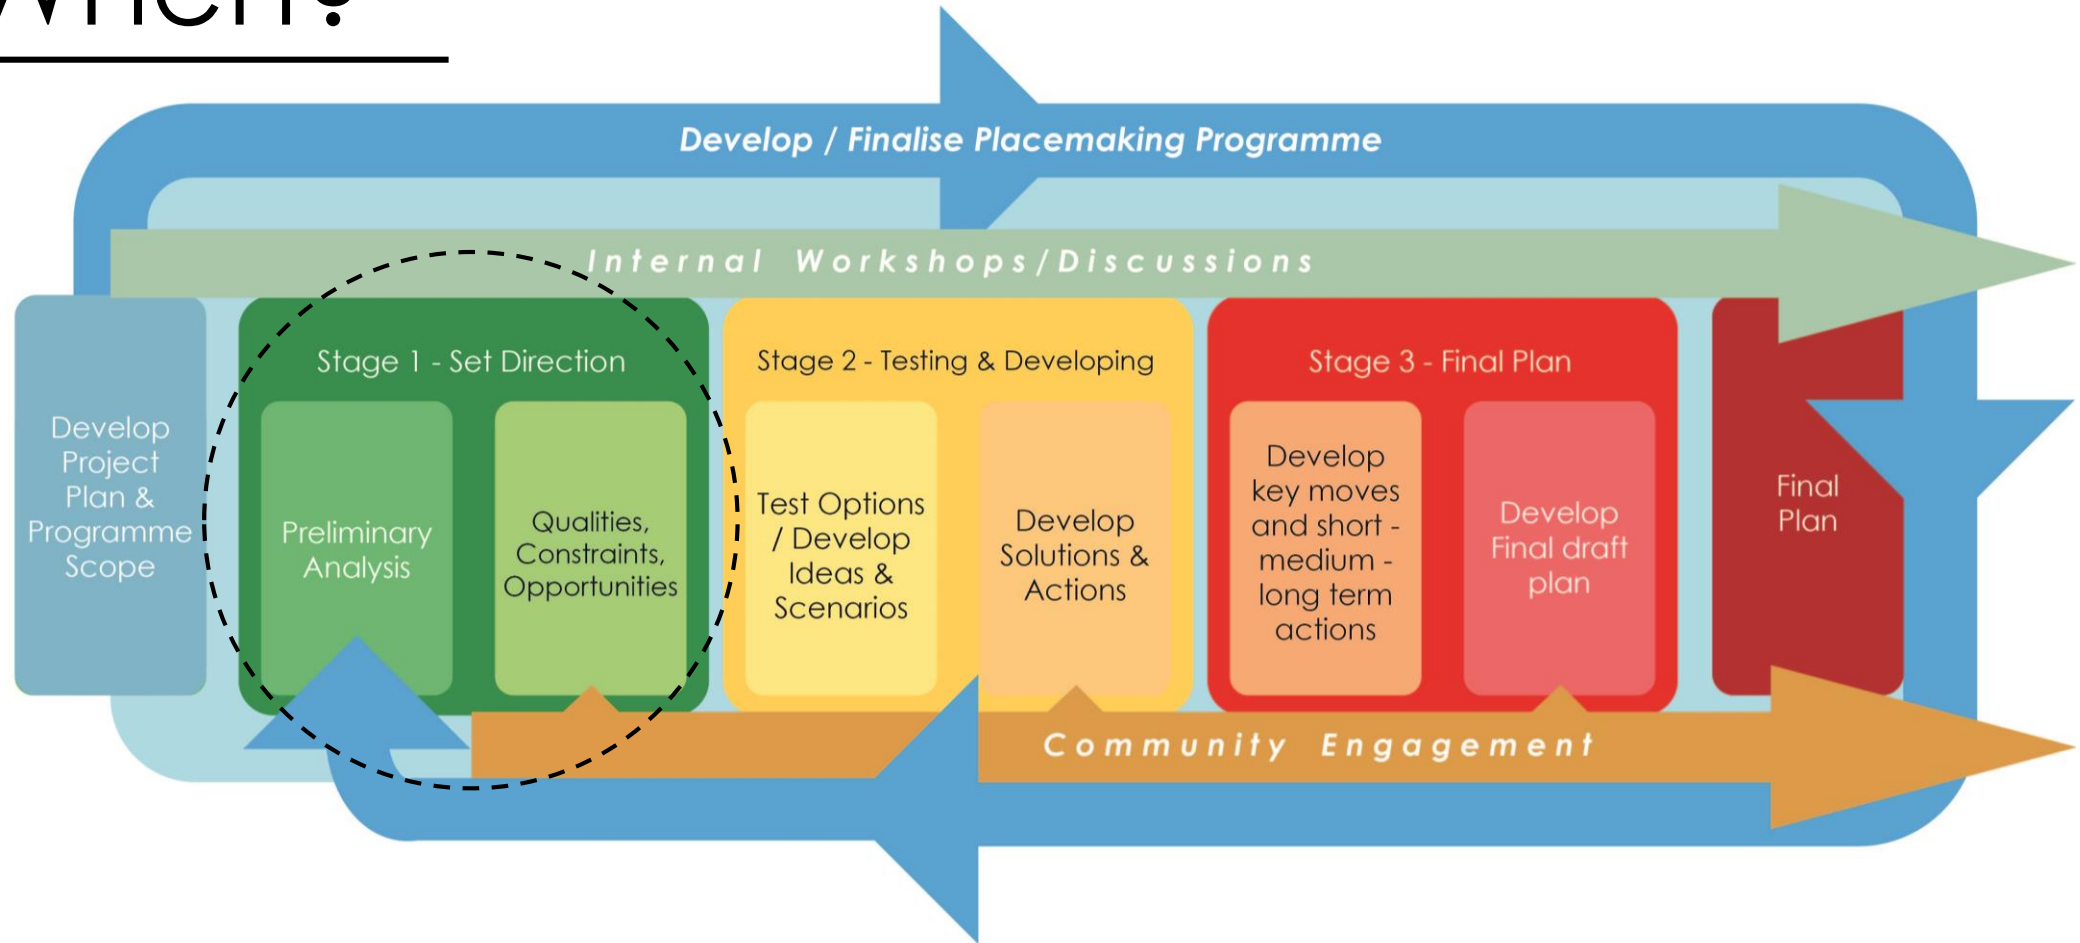 When?
Develop / Finalise Placemaking Programme
Internal Workshops/Discussions
Develop
Project
Plan &
Programme
Scope
Stage 1 - Set Direction
Preliminary
Analysis
Qualities,
Constraints,
Opportunities
Stage 2 - Testing & Developing
Test Options
/ Develop
Ideas &
Scenarios
Develop
Solutions &
Actions
Stage 3 - Final Plan
Develop
key moves
and short -
medium -
long term
actions
Develop
Final draft
plan
Final
Plan
Community Engagement